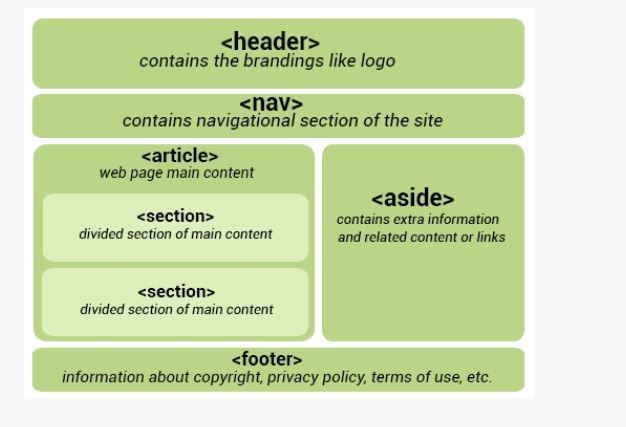 <header>
contains the brandings like logo
<nav>
contains navigational section of the site
<article>
web page main content
<section>
divided section of main content
<section>
divided section of main content
<aside>
contains extra information
and related content or links
<footer>
information about copyright, privacy policy, terms of use, etc.